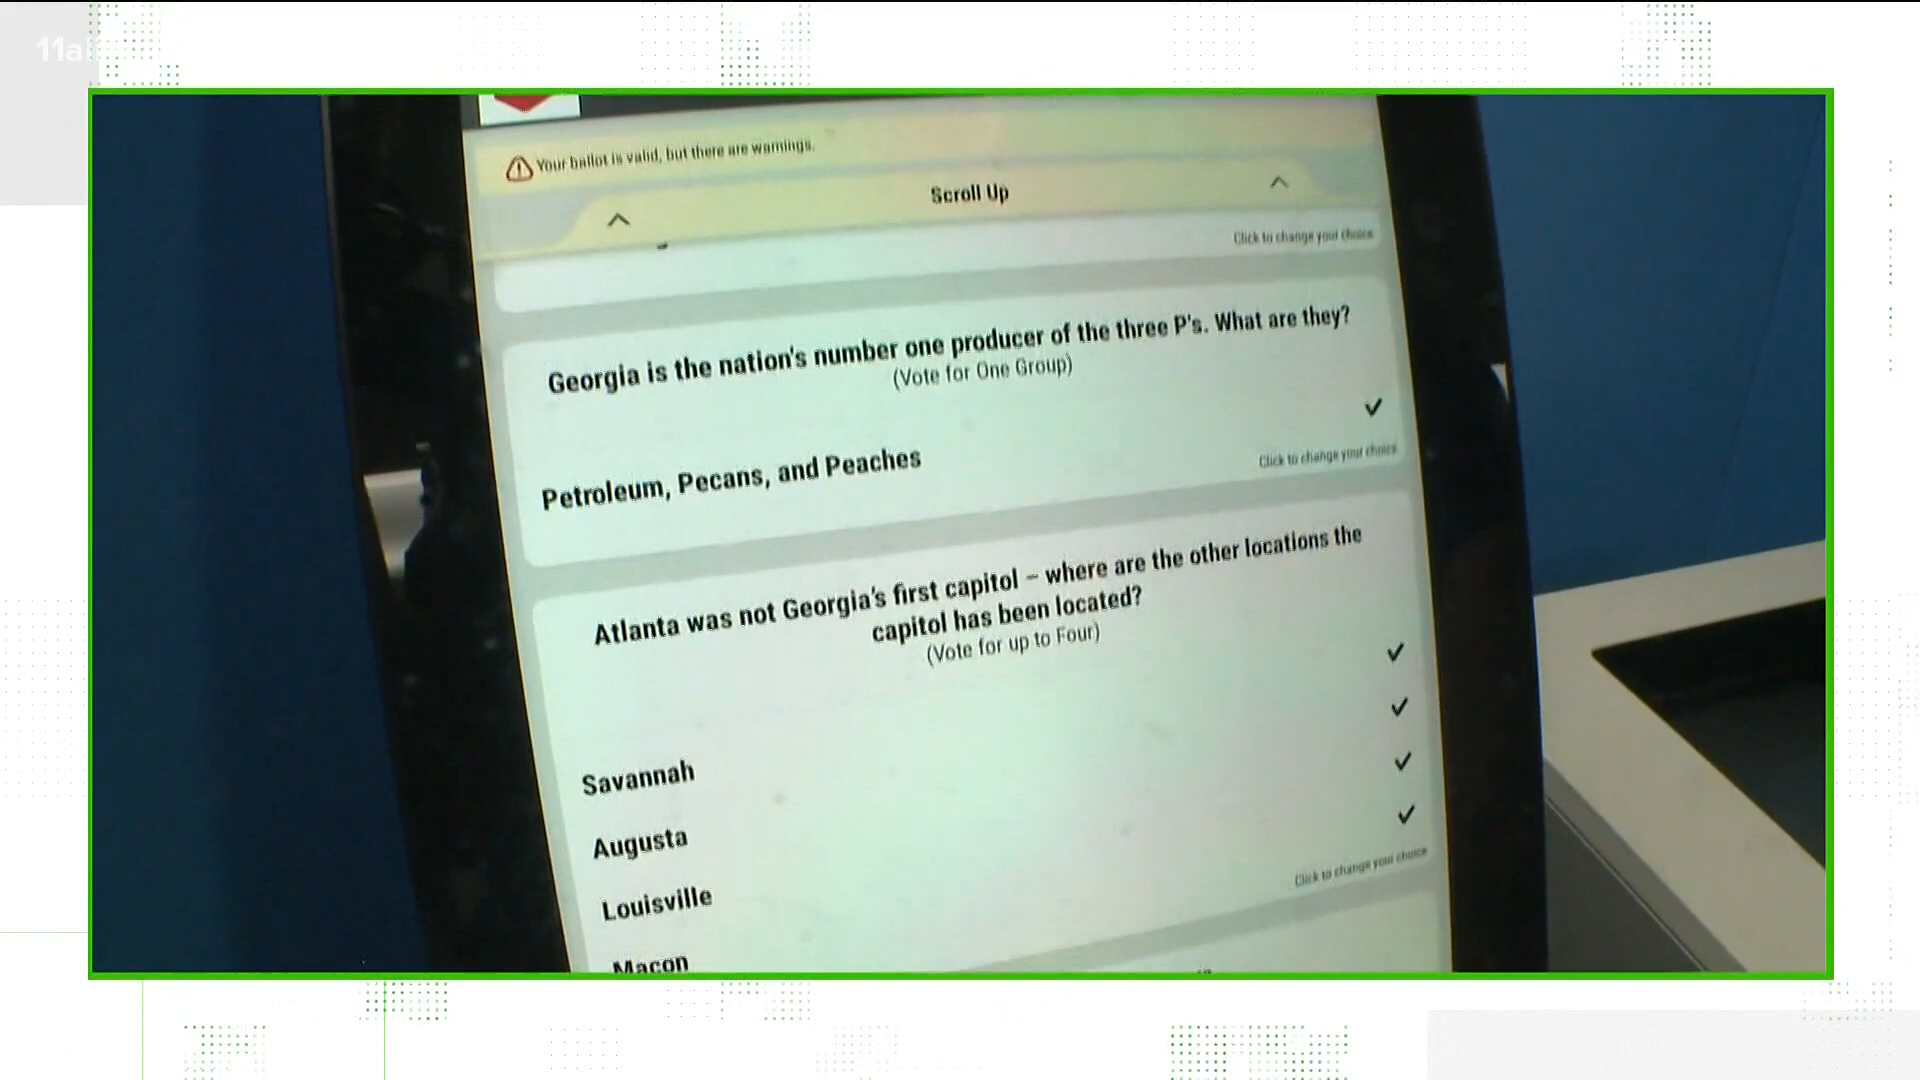 11al
Your ballot is valid, but there are warnings.
Scroll Up
Click to change your choice
Georgia is the nation's number one producer of the three P's. What are they?
(Vote for One Group)
Petroleum, Pecans, and Peaches
Click to change your choice
Atlanta was not Georgia's first capitol – where are the other locations the
capitol has been located?
(Vote for up to Four)
Savannah
Augusta
Louisville
Macon
Click to change your choice